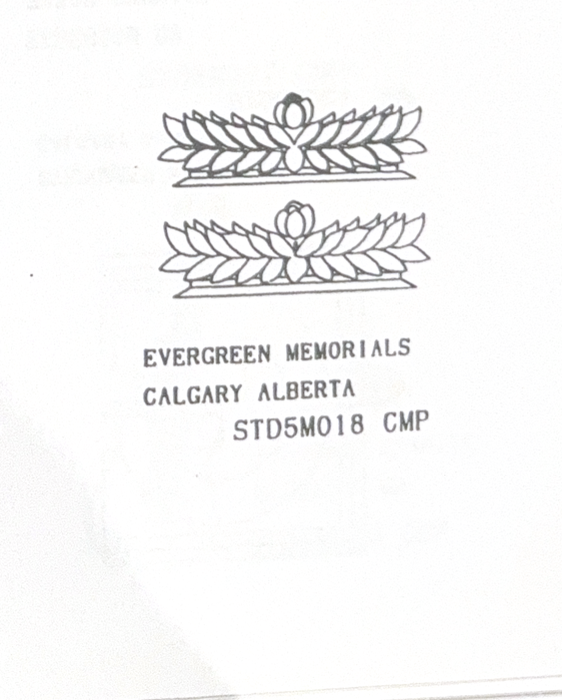 EVERGREEN MEMORIALS
CALGARY ALBERTA
STD5M018 CMP